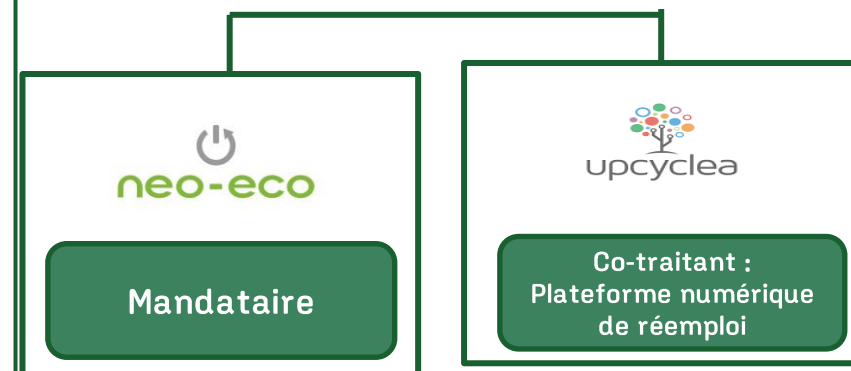 neo-eco
Mandataire
upcyclea
Co-traitant :
Plateforme numérique
de réemploi